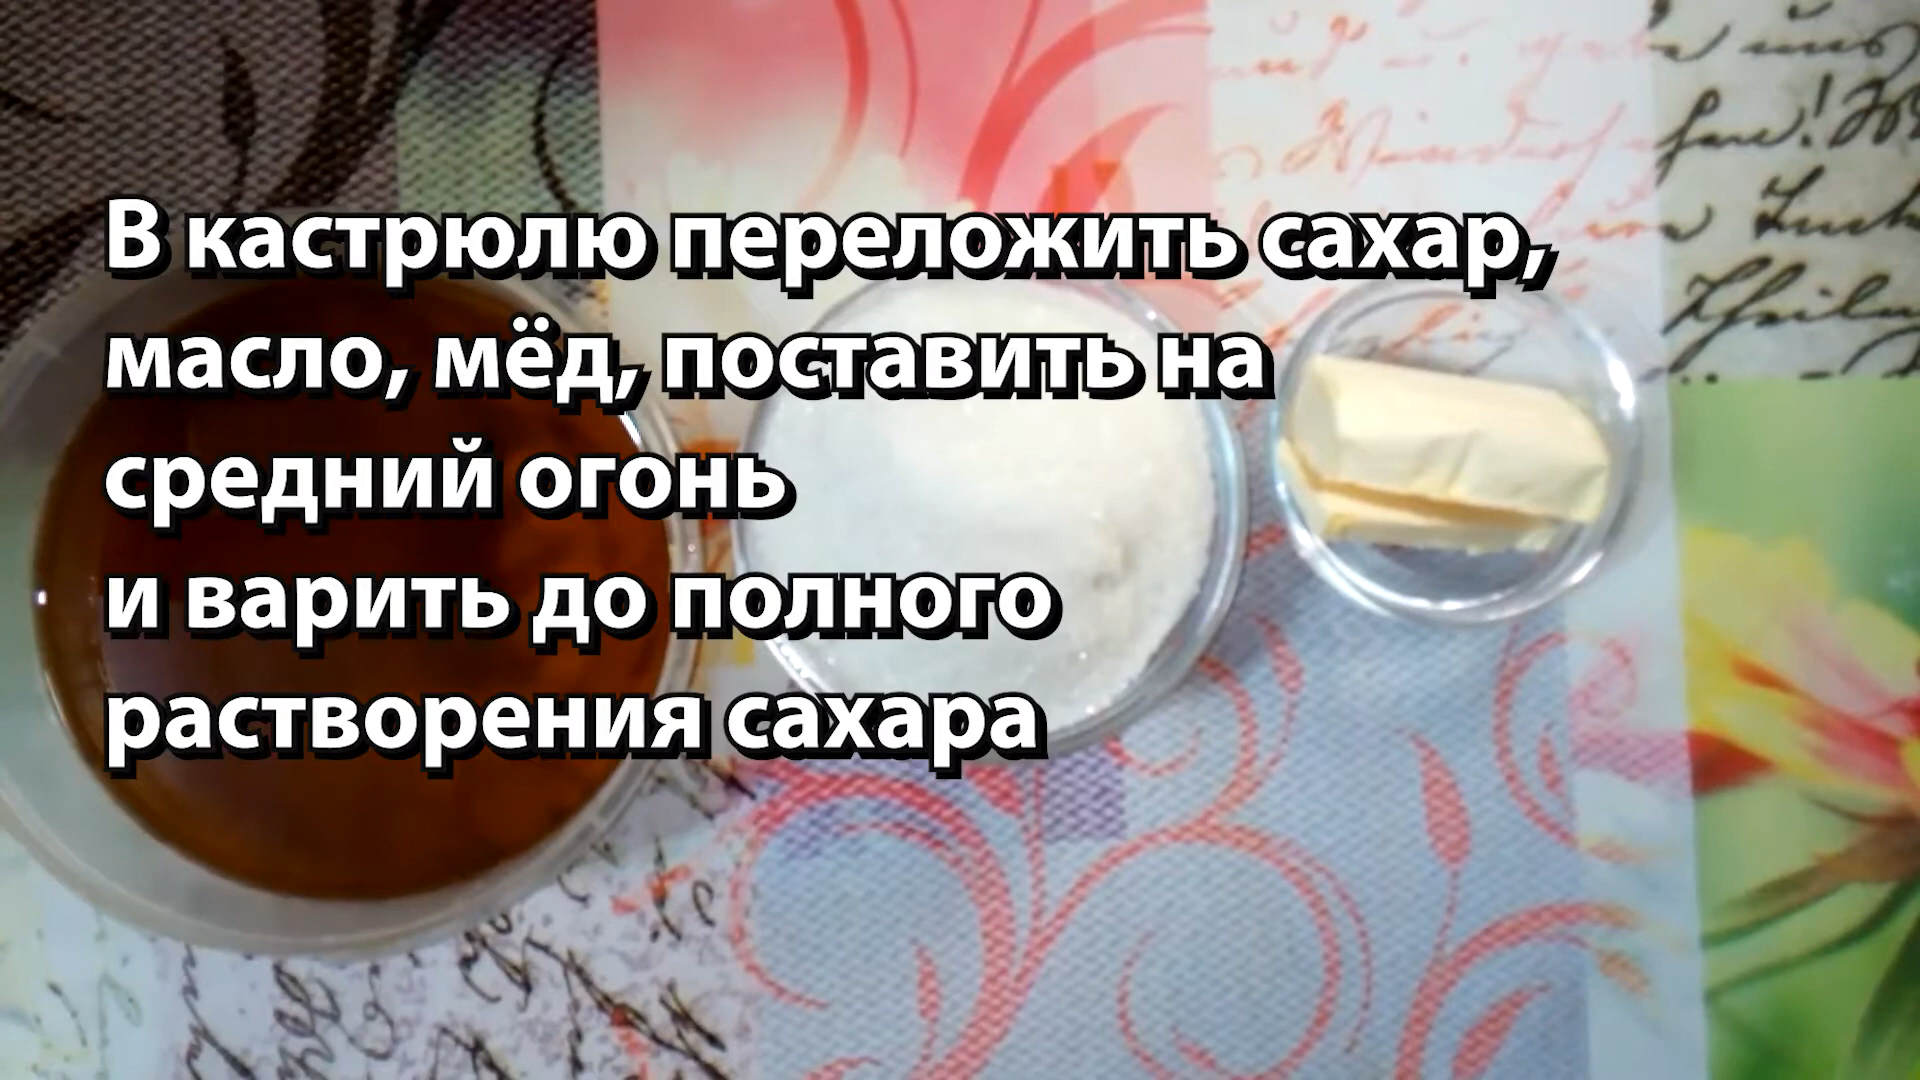 В кастрюлю переложить сахар,
масло, мёд, поставить на
средний огонь
и варить до полного
растворения сахара